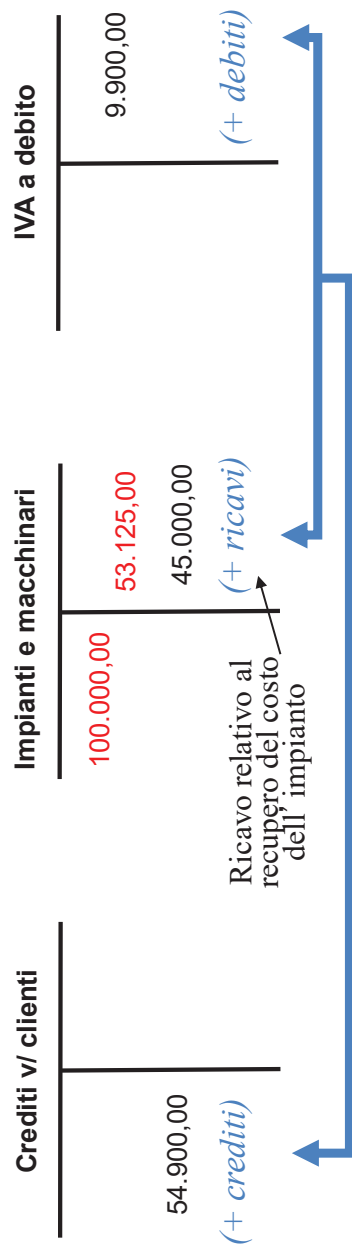 Crediti v/ clienti
Impianti e macchinari
IVA a debito
100.000,00
53.125,00
9.900,00
54.900,00
45.000,00
(+ crediti)
(+ ricavi)
(+ debiti)
Ricavo relativo al
recupero del costo
dell’ impianto